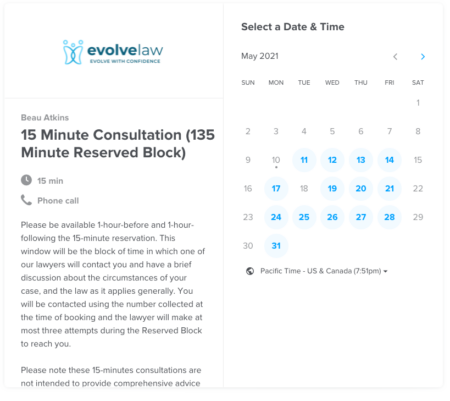 evolvelaw
EVOLVE WITH CONFIDENCE
Beau Atkins
15 Minute Consultation (135
Minute Reserved Block)
15 min
Phone call
Please be available 1-hour-before and 1-hour-
following the 15-minute reservation. This
window will be the block of time in which one of
our lawyers will contact you and have a brief
discussion about the circumstances of your
case, and the law as it applies generally. You
will be contacted using the number collected at
the time of booking and the lawyer will make at
most three attempts during the Reserved Block
to reach you.
Please note these 15-minutes consultations are
not intended to provide comprehensive advice
Select a Date & Time
May 2021
SUN MON TUE WED THU FRI SAT
1
2 3 4 5 6 7 8
9 10 11 12 13 14 15
16 17 18 19 20 21 22
23 24 25 26 27 28 29
30 31
Pacific Time - US & Canada (7:51pm)